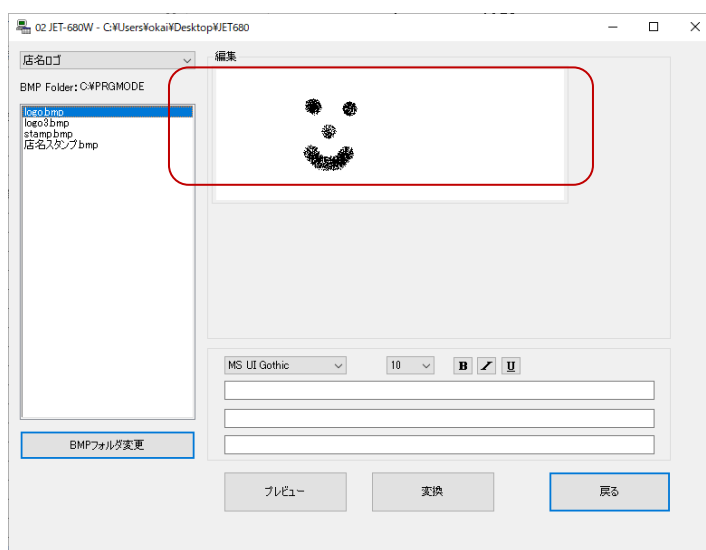 02 JET-680W - C:¥Users¥okai¥Desktop¥JET680
店名ロゴ
編集
BMP Folder: C:¥PRGMODE
logo.bmp
logo3.bmp
stamp.bmp
店名スタンプ.bmp
MS UI Gothic
10
B I U
BMPフォルダ変更
プレビュー
変換
戻る